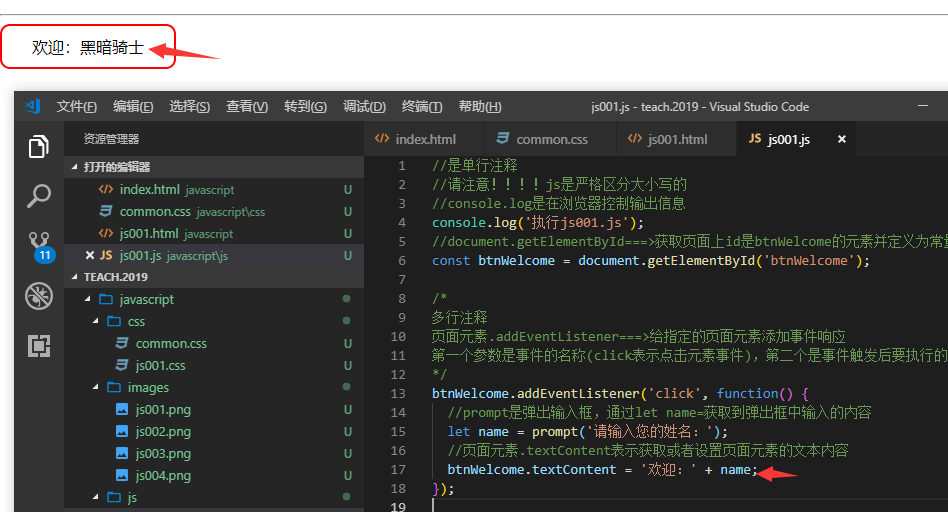 欢迎：黑暗骑士
文件(F) 编辑(E) 选择(S) 查看(V) 转到(G) 调试(D) 终端(T) 帮助(H) js001.js - teach.2019 - Visual Studio Code
资源管理器
打开的编辑器
index.html javascript U
common.css javascript\css U
js001.html javascript U
JS js001.js javascript\js U
11
TEACH.2019
javascript
css
common.css U
js001.css U
images
js001.png U
js002.png U
js003.png U
js004.png U
js
index.html common.css js001.html JS js001.js
1 //是单行注释
2 //请注意！！！！js是严格区分大小写的
3 //console.log是在浏览器控制输出信息
4 console.log('执行js001.js');
5 //document.getElementById===>获取页面上id是btnWelcome的元素并定义为常量
6 const btnWelcome = document.getElementById('btnWelcome');
7
8 /*
9 多行注释
10 页面元素.addEventListener===>给指定的页面元素添加事件响应
11 第一个参数是事件的名称(click表示点击元素事件)，第二个是事件触发后要执行的
12 */
13 btnWelcome.addEventListener('click', function() {
14 //prompt是弹出输入框，通过let name=获取到弹出框中输入的内容
15 let name = prompt('请输入您的姓名：');
16 //页面元素.textContent表示获取或者设置页面元素的文本内容
17 btnWelcome.textContent = '欢迎：' + name;
18 });
19